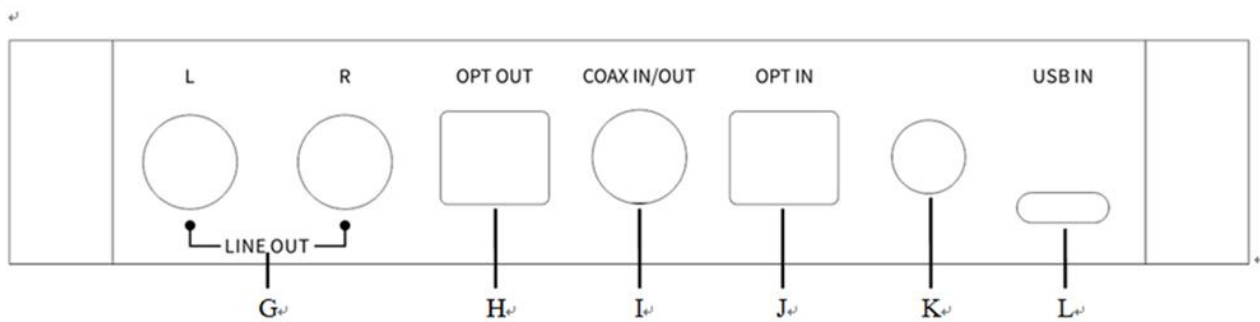 L R OPT OUT COAX IN/OUT OPT IN USB IN
LINE OUT
G H I J K L